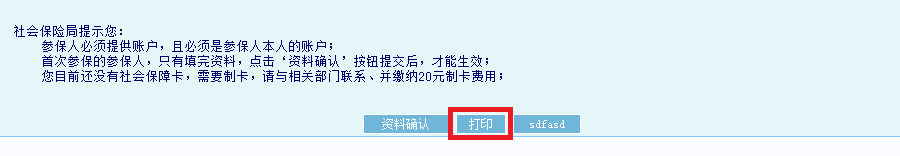 社会保险局提示您：
参保人必须提供账户，且必须是参保人本人的账户；
首次参保的参保人，只有填完资料，点击‘资料确认’按钮提交后，才能生效；
您目前还没有社会保障卡，需要制卡，请与相关部门联系、并缴纳20元制卡费用；
资料确认 打印 sdfasd